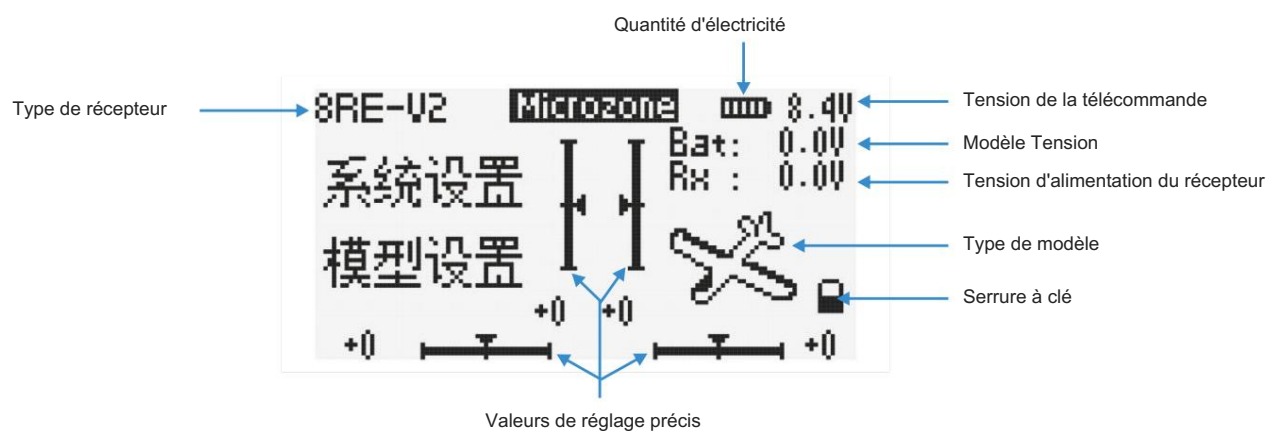 Quantité d'électricité
Type de récepteur
8RE-V2 Microzone 8.4V
Tension de la télécommande
Bat: 0.0V
Modèle Tension
Rx : 0.0V
Tension d'alimentation du récepteur
系统设置
模型设置
Type de modèle
Serrure à clé
+0 +0
+0 +0
Valeurs de réglage précis